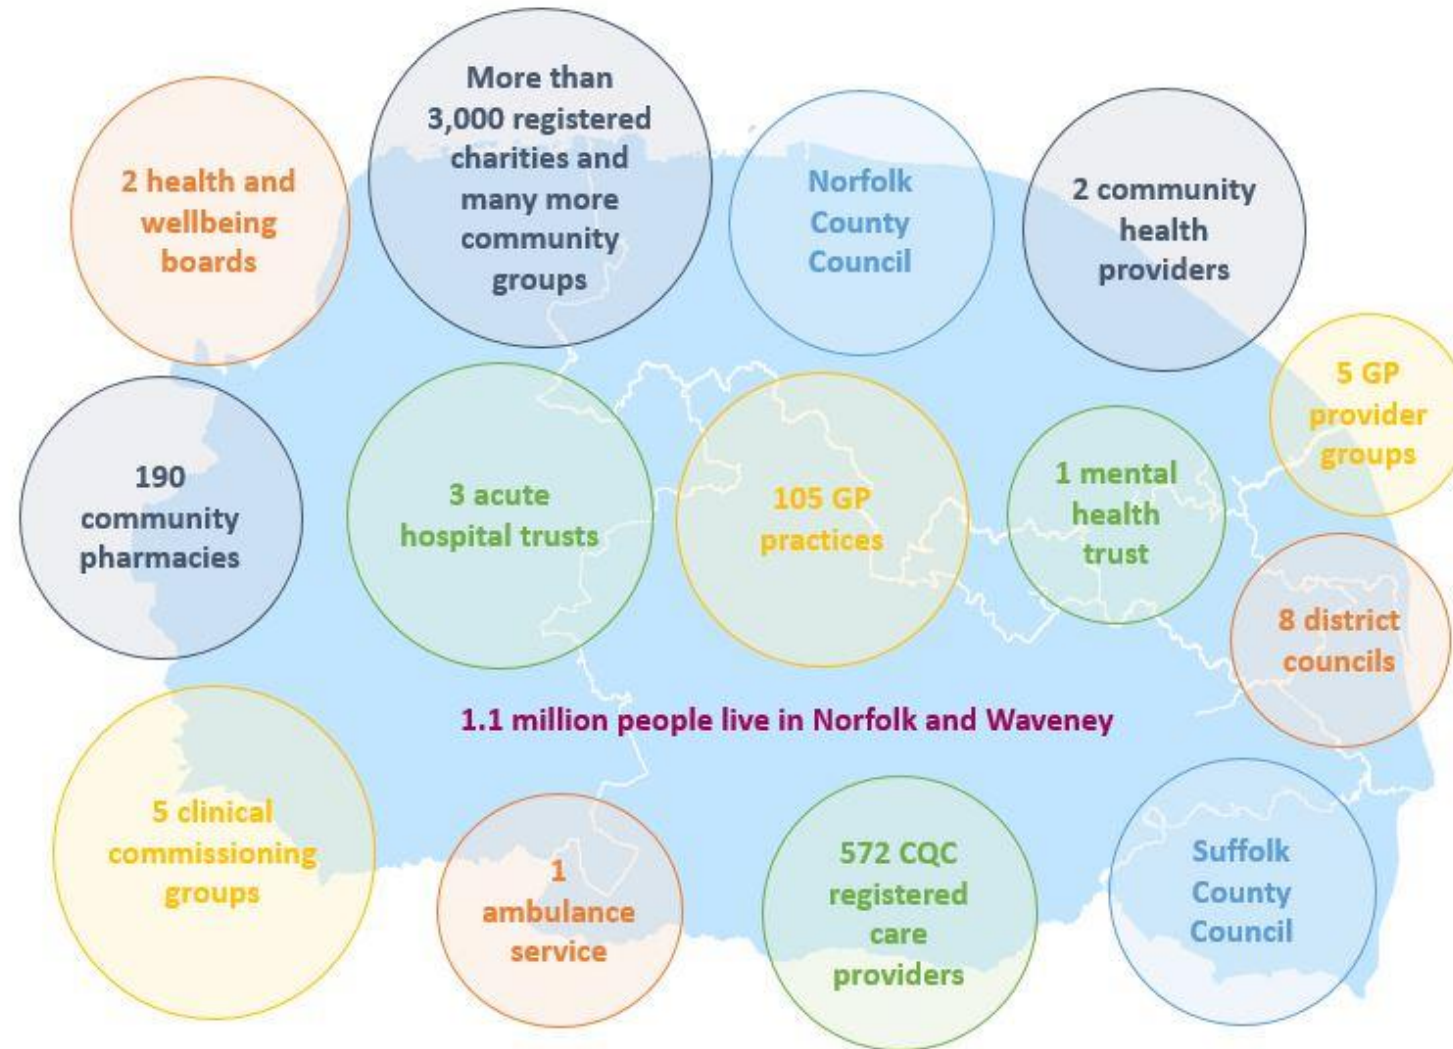 2 health and
wellbeing
boards
More than
3,000 registered
charities and
many more
community
groups
Norfolk
County
Council
2 community
health
providers
5 GP
provider
groups
190
community
pharmacies
3 acute
hospital trusts
105 GP
practices
1 mental
health
trust
8 district
councils
1.1 million people live in Norfolk and Waveney
5 clinical
commissioning
groups
1
ambulance
service
572 CQC
registered
care
providers
Suffolk
County
Council